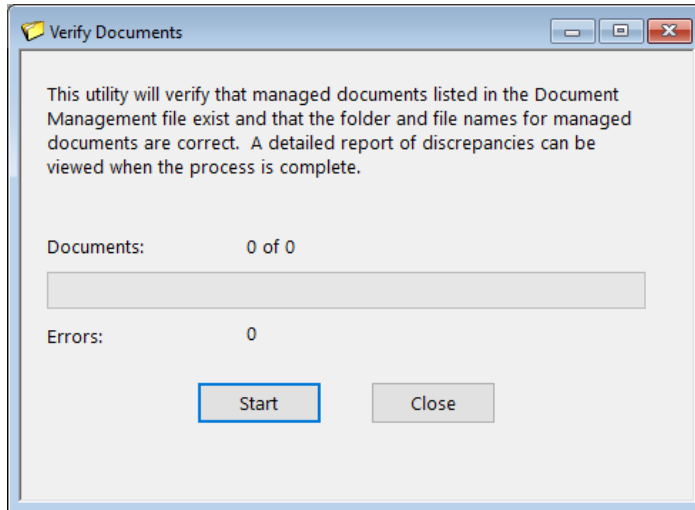 Verify Documents
This utility will verify that managed documents listed in the Document
Management file exist and that the folder and file names for managed
documents are correct.  A detailed report of discrepancies can be
viewed when the process is complete.
Documents: 0 of 0
Errors: 0
Start Close